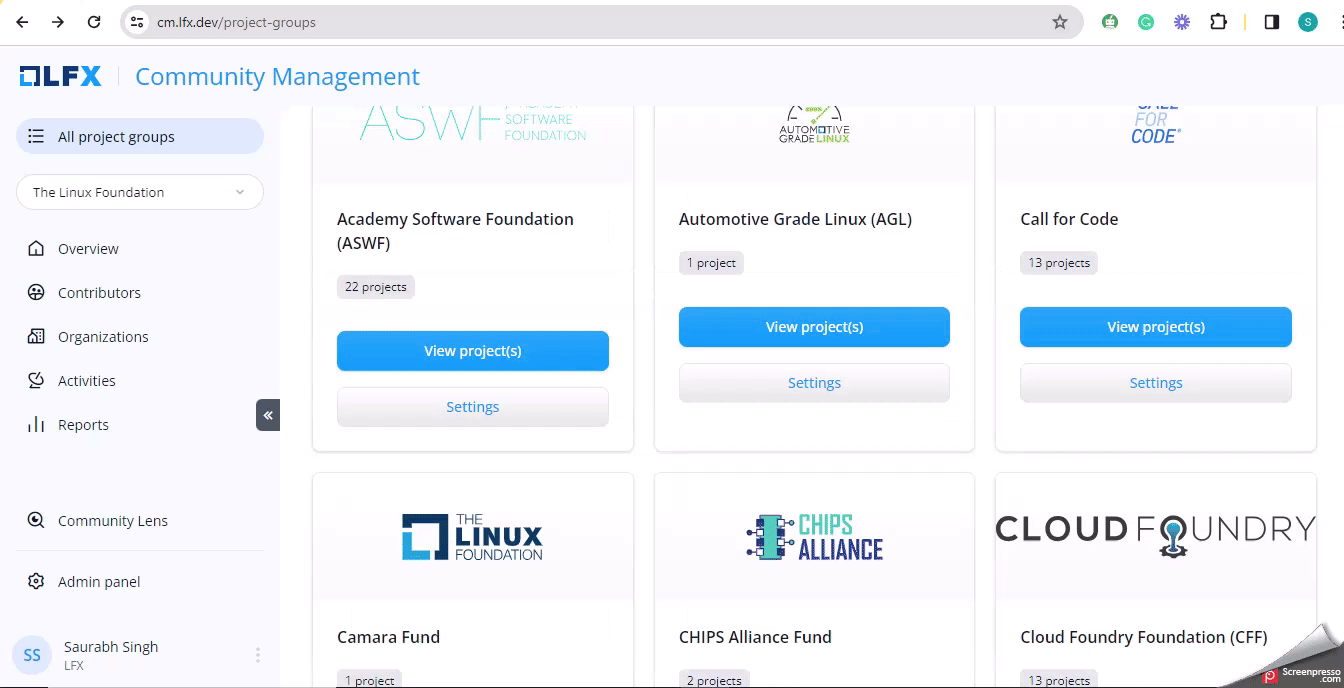 cm.lfx.dev/project-groups
S
LFX
Community Management
All project groups
The Linux Foundation
Overview
Contributors
Organizations
Activities
Reports
Community Lens
Admin panel
SS
Saurabh Singh
LFX
ASWF
SOFTWARE
FOUNDATION
Academy Software Foundation
(ASWF)
22 projects
View project(s)
Settings
AUTOMOTIVE
GRADELINUX
Automotive Grade Linux (AGL)
1 project
View project(s)
Settings
CALL
FOR
CODE
Call for Code
13 projects
View project(s)
Settings
THE
LINUX
FOUNDATION
Camara Fund
1 project
CHIPS
ALLIANCE
CHIPS Alliance Fund
2 projects
CLOUD FOUNDRY
Cloud Foundry Foundation (CFF)
13 projects
Screenpresso
.com